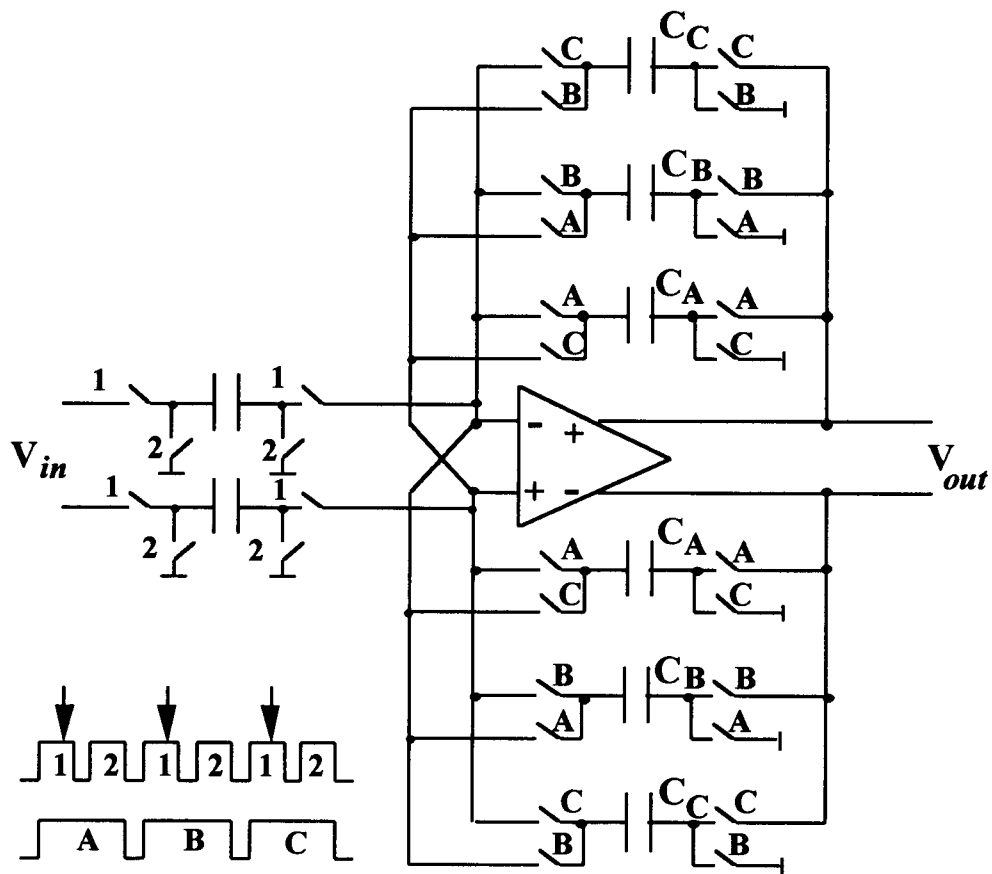 C C_C C
B B
B C_B B
A A
A C_A A
C C
1 1
2 2
V_in
- +
+ -
V_out
1 1
2 2
A C_A A
C C
B C_B B
A A
C C_C C
B B
1 2 1 2 1 2
A B C